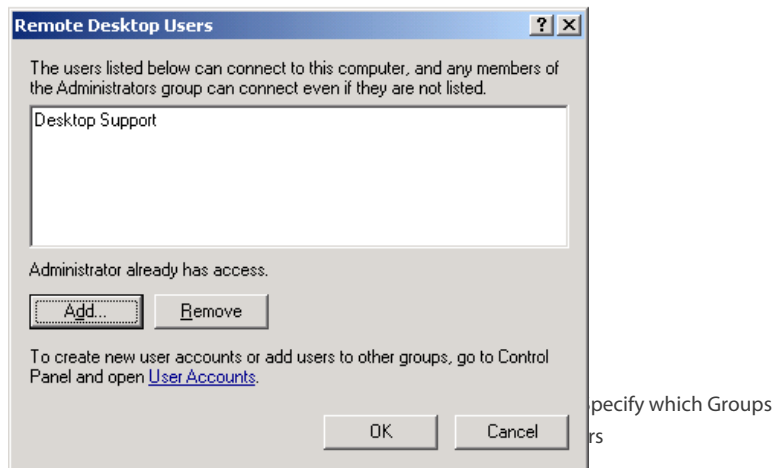 Remote Desktop Users
The users listed below can connect to this computer, and any members of
the Administrators group can connect even if they are not listed.
Desktop Support
Administrator already has access.
Add...
Remove
To create new user accounts or add users to other groups, go to Control
Panel and open User Accounts.
which Groups
OK
Cancel